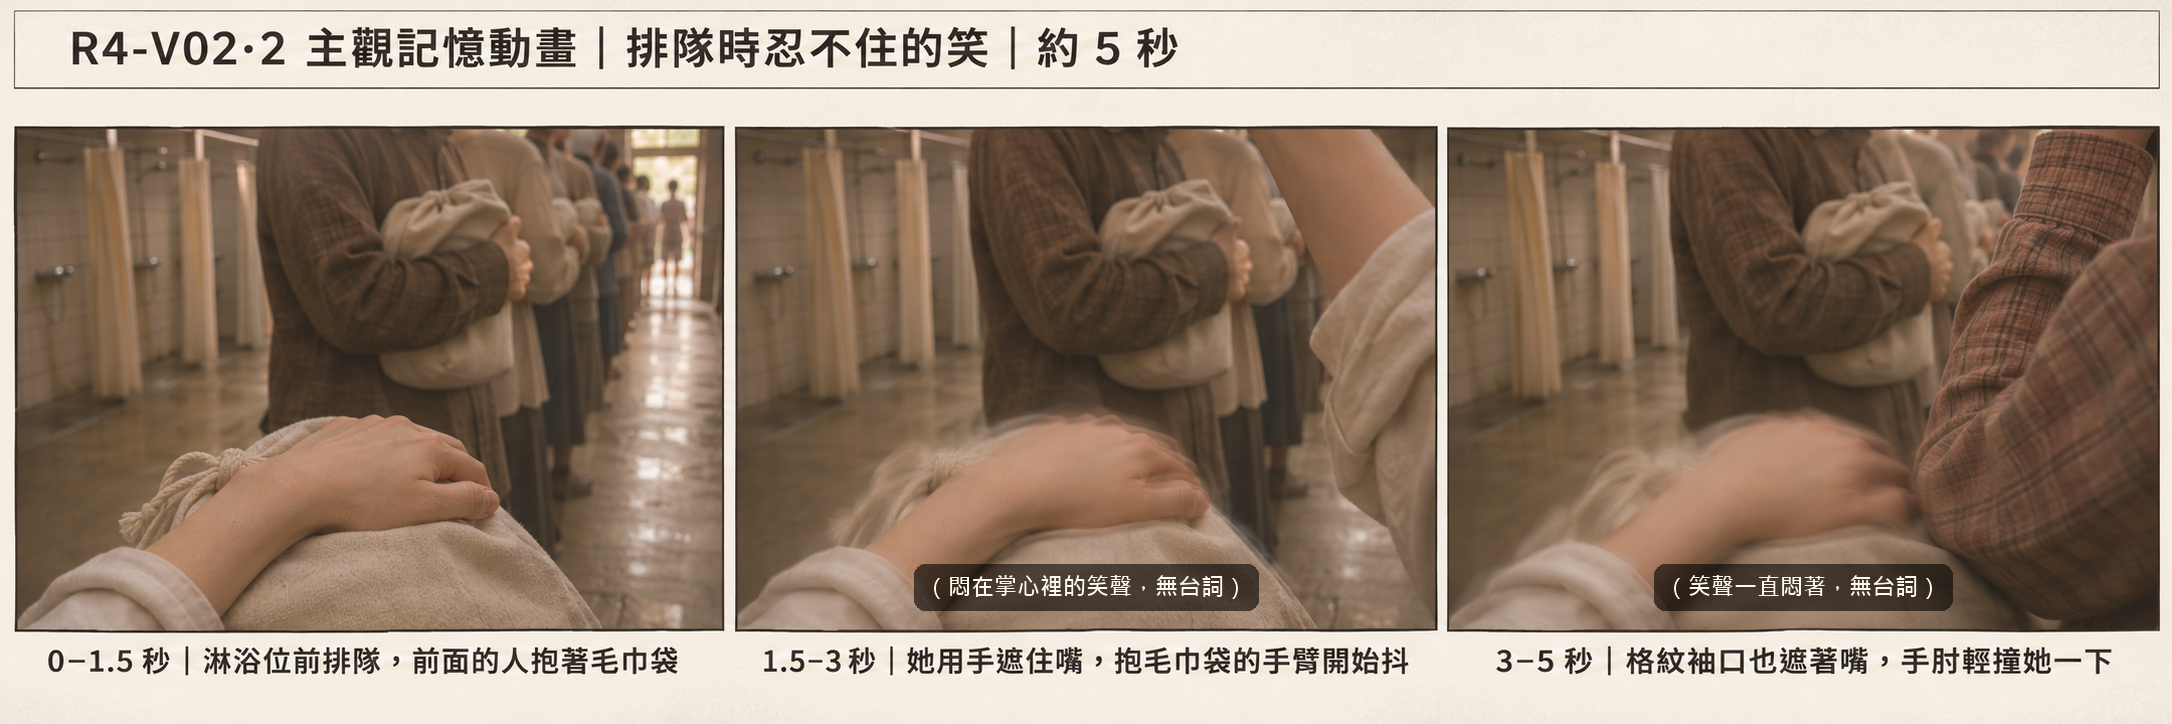 R4-V02·2 主觀記憶動畫｜排隊時忍不住的笑｜約 5 秒
（悶在掌心裡的笑聲，無台詞）
（笑聲一直悶著，無台詞）
0–1.5 秒｜淋浴位前排隊，前面的人抱著毛巾袋
1.5–3 秒｜她用手遮住嘴，抱毛巾袋的手臂開始抖
3–5 秒｜格紋袖口也遮著嘴，手肘輕撞她一下